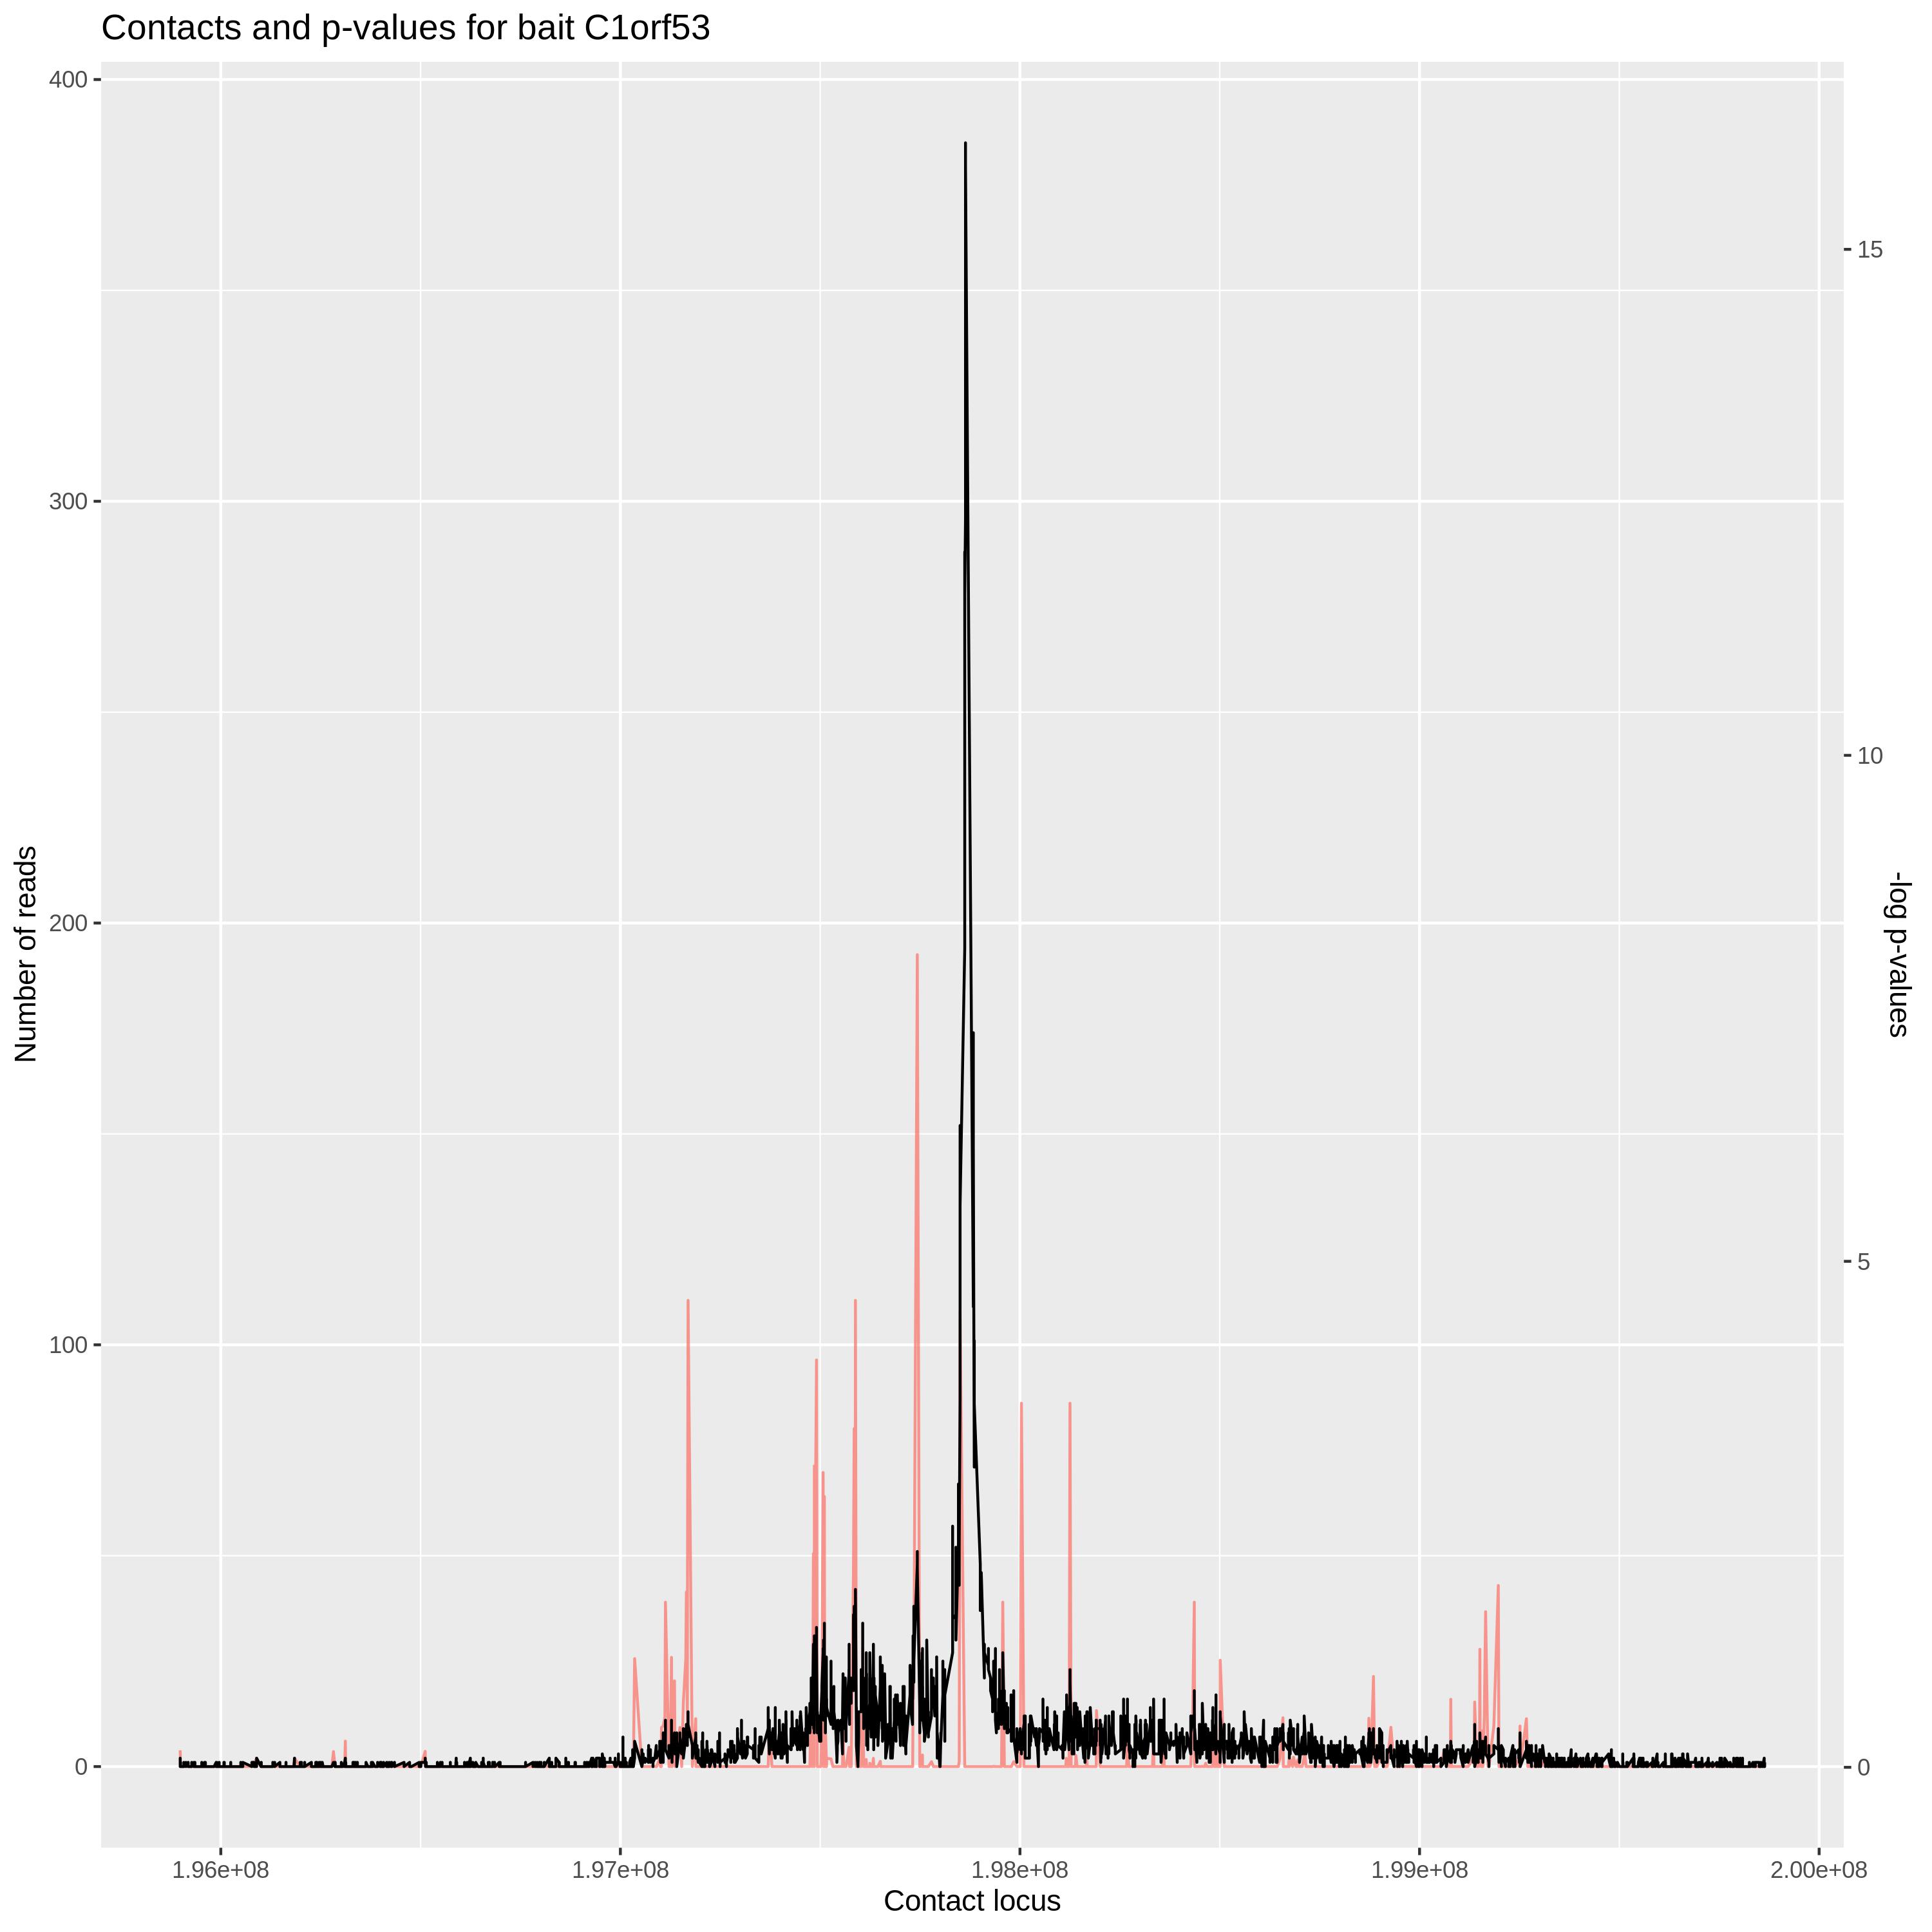 Contacts and p-values for bait C1orf53
400
300
200
100
0
Number of reads
15
10
5
0
-log p-values
1.96e+08
1.97e+08
1.98e+08
1.99e+08
2.00e+08
Contact locus